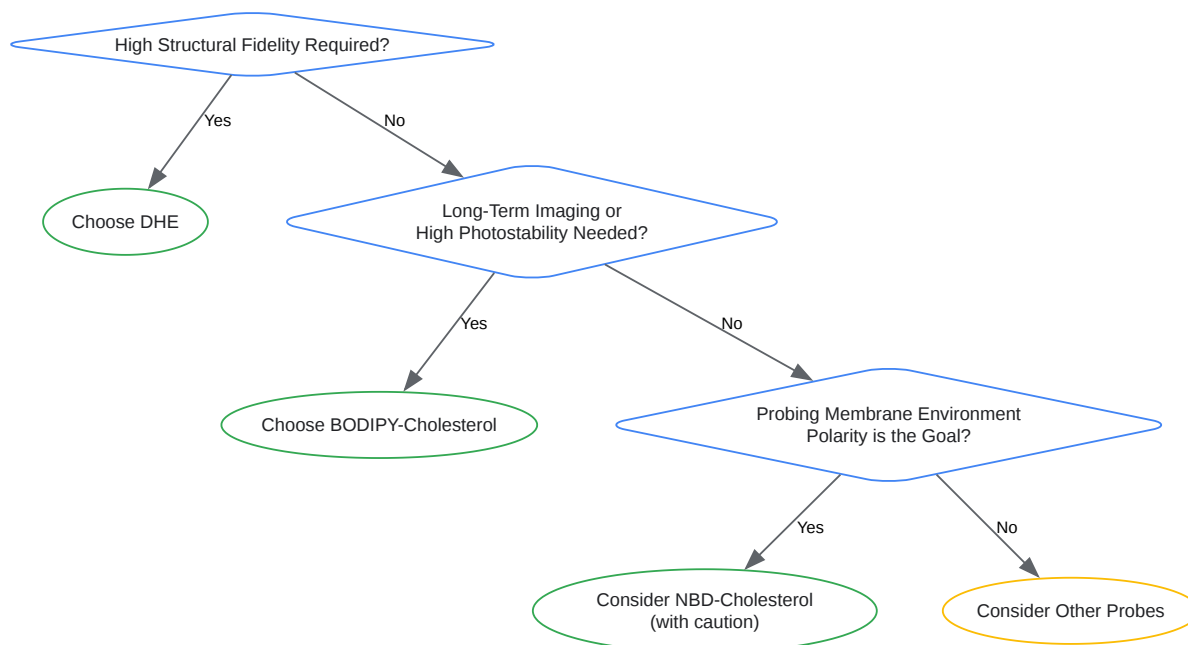 High Structural Fidelity Required?
Yes
No
Choose DHE
Long-Term Imaging or
High Photostability Needed?
Yes
No
Choose BODIPY-Cholesterol
Probing Membrane Environment
Polarity is the Goal?
Yes
No
Consider NBD-Cholesterol
(with caution)
Consider Other Probes